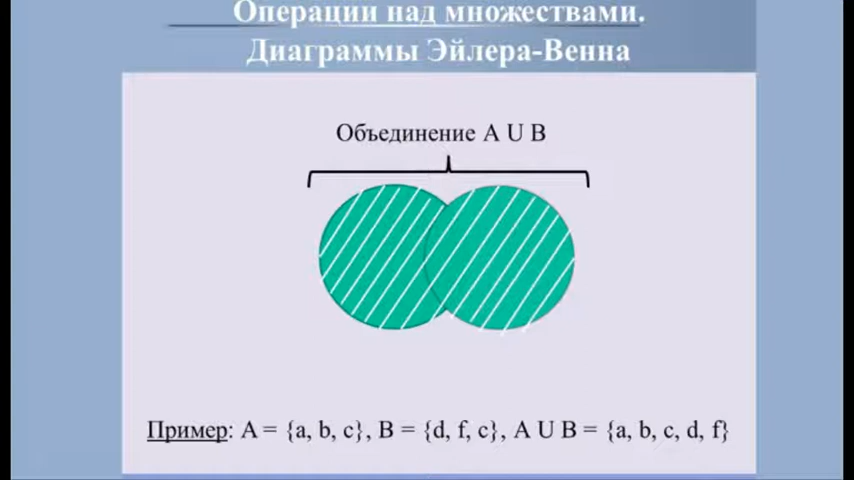 Операции над множествами.
Диаграммы Эйлера-Венна
Объединение A U B
Пример: A = {a, b, c}, B = {d, f, c}, A U B = {a, b, c, d, f}